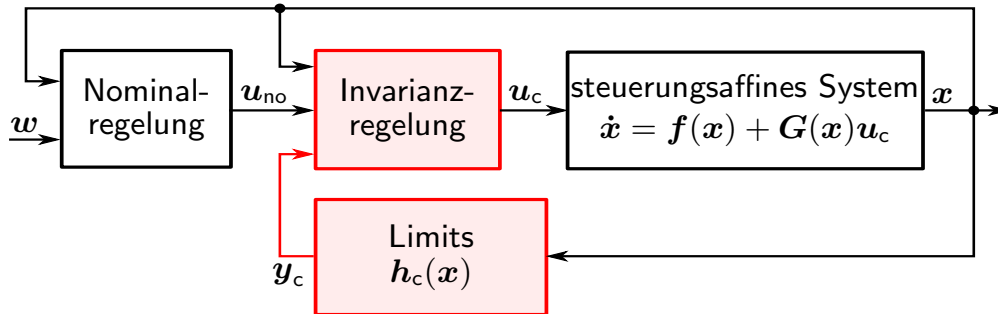 w
Nominal-
regelung
u_no
Invarianz-
regelung
u_c
steuerungsaffines System
ẋ = f(x) + G(x)u_c
x
y_c
Limits
h_c(x)